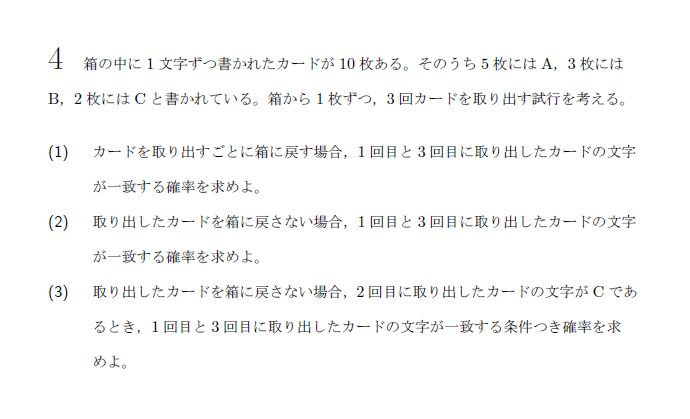 4 箱の中に 1 文字ずつ書かれたカードが 10 枚ある。そのうち 5 枚には A，3 枚には
B，2 枚には C と書かれている。箱から 1 枚ずつ，3 回カードを取り出す試行を考える。
(1) カードを取り出すごとに箱に戻す場合，1 回目と 3 回目に取り出したカードの文字
が一致する確率を求めよ。
(2) 取り出したカードを箱に戻さない場合，1 回目と 3 回目に取り出したカードの文字
が一致する確率を求めよ。
(3) 取り出したカードを箱に戻さない場合，2 回目に取り出したカードの文字が C であ
るとき，1 回目と 3 回目に取り出したカードの文字が一致する条件つき確率を求
めよ。